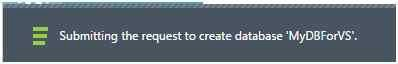 Submitting the request to create database 'MyDBForVS'.